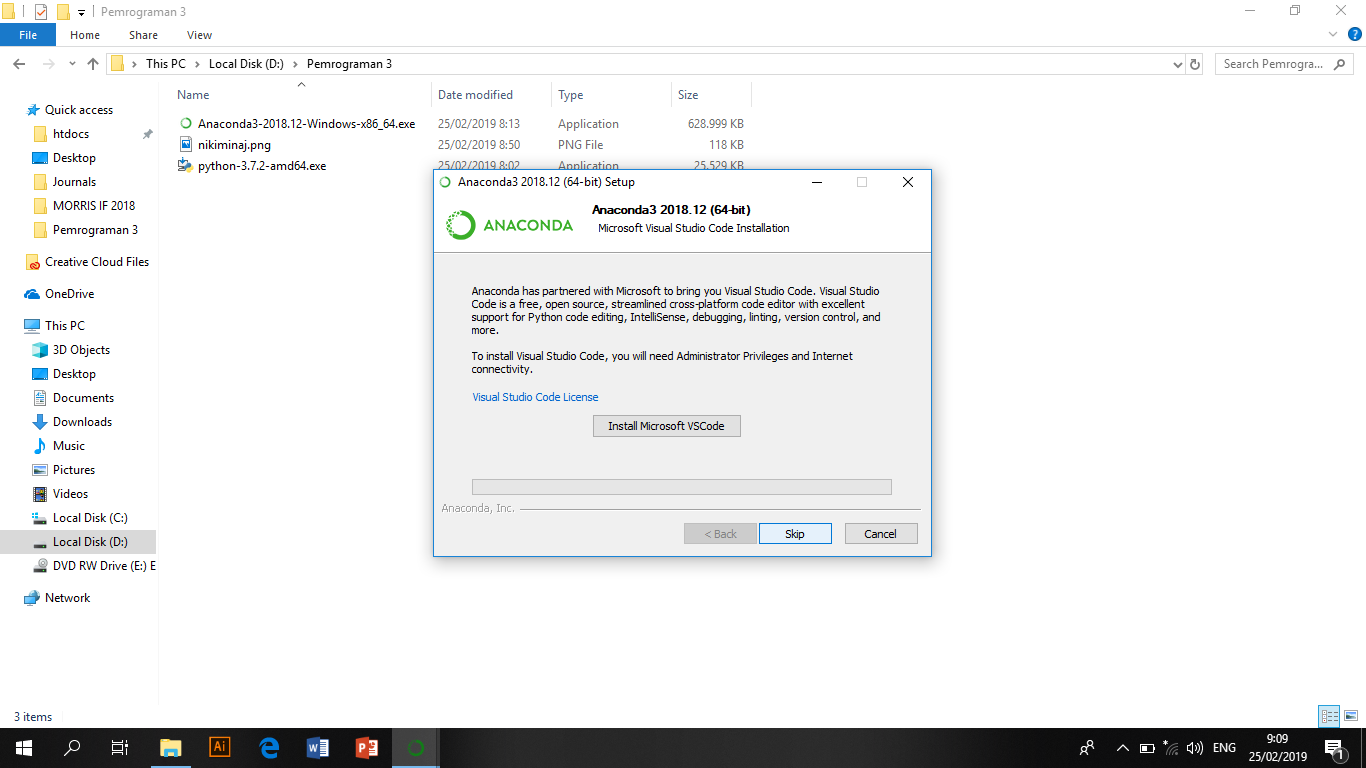 Pemrograman 3
File Home Share View
This PC Local Disk (D:) Pemrograman 3
Search Pemrogra...
Name Date modified Type Size
Quick access
htdocs
Desktop
Journals
MORRIS IF 2018
Pemrograman 3
Creative Cloud Files
OneDrive
This PC
3D Objects
Desktop
Documents
Downloads
Music
Pictures
Videos
Local Disk (C:)
Local Disk (D:)
DVD RW Drive (E:) E
Network
Anaconda3-2018.12-Windows-x86_64.exe 25/02/2019 8:13 Application 628.999 KB
nikiminaj.png 25/02/2019 8:50 PNG File 118 KB
python-3.7.2-amd64.exe 25/02/2019 8:02 Application 25.529 KB
Anaconda3 2018.12 (64-bit) Setup
ANACONDA
Anaconda3 2018.12 (64-bit)
Microsoft Visual Studio Code Installation
Anaconda has partnered with Microsoft to bring you Visual Studio Code. Visual Studio
Code is a free, open source, streamlined cross-platform code editor with excellent
support for Python code editing, IntelliSense, debugging, linting, version control, and
more.
To install Visual Studio Code, you will need Administrator Privileges and Internet
connectivity.
Visual Studio Code License
Install Microsoft VSCode
Anaconda, Inc.
< Back Skip Cancel
3 items
Ai
ENG
9:09
25/02/2019
1